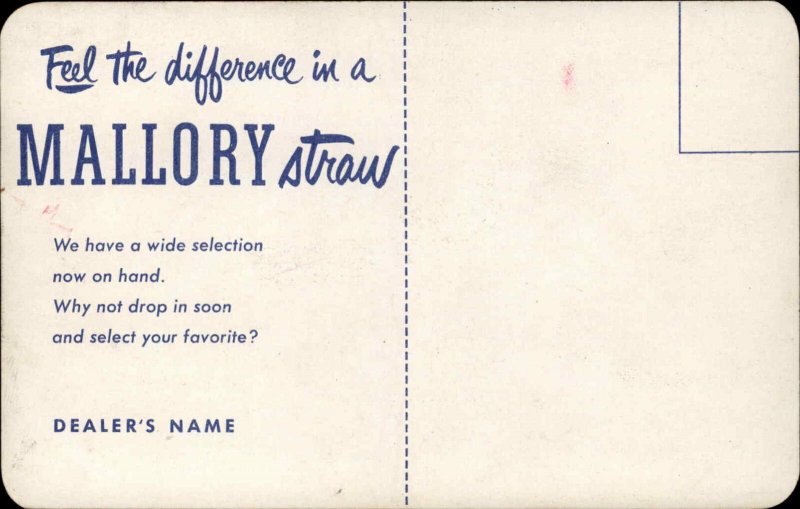 Feel the difference in a
MALLORY straw
We have a wide selection
now on hand.
Why not drop in soon
and select your favorite?
DEALER'S NAME